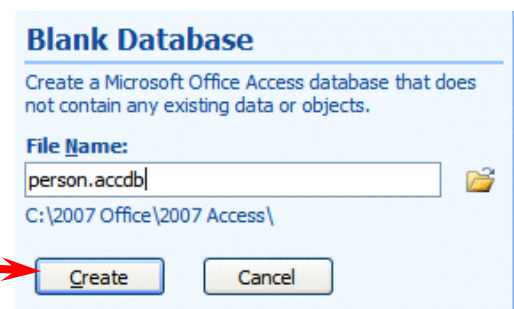 Blank Database
Create a Microsoft Office Access database that does
not contain any existing data or objects.
File Name:
person.accdb
C:\2007 Office\2007 Access\
Create Cancel